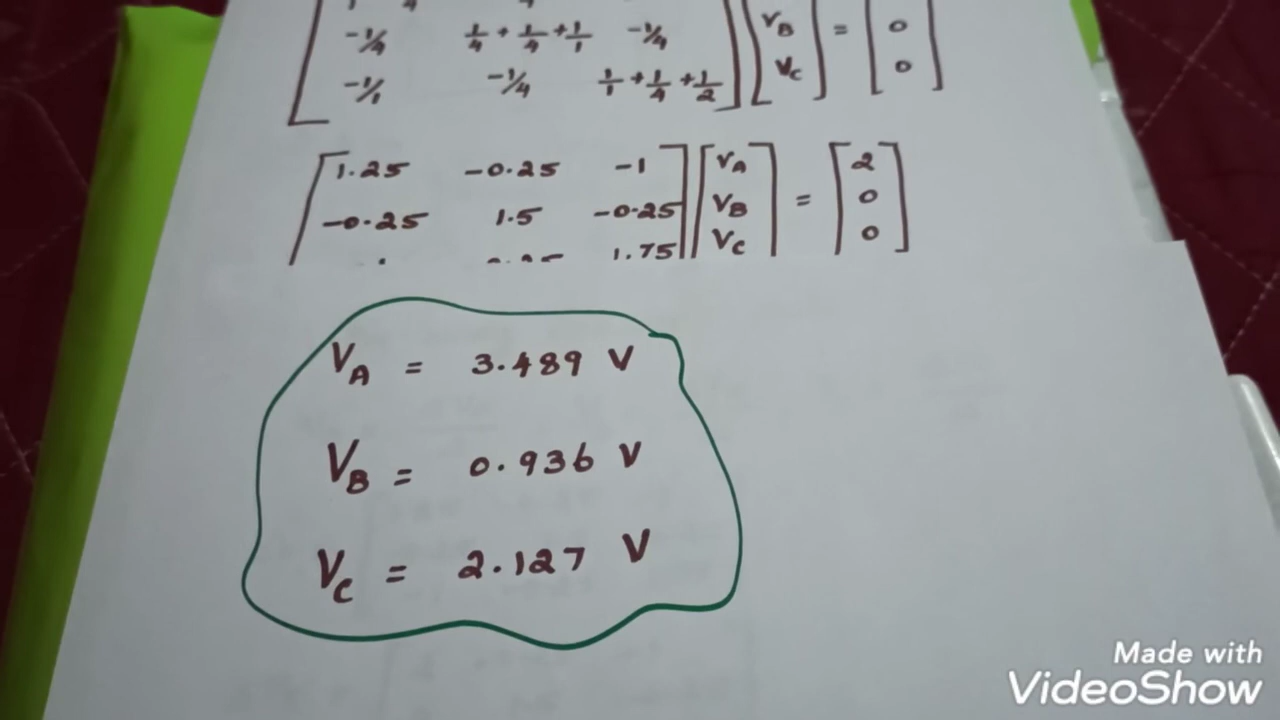 -1/4 1/4 + 1/4 + 1/1 -1/4 VB = 0
-1/1 -1/4 1/1 + 1/4 + 1/2 VC 0
1.25 -0.25 -1 VA 2
-0.25 1.5 -0.25 VB = 0
1.75 VC 0
VA = 3.489 V
VB = 0.936 V
VC = 2.127 V
Made with
VideoShow